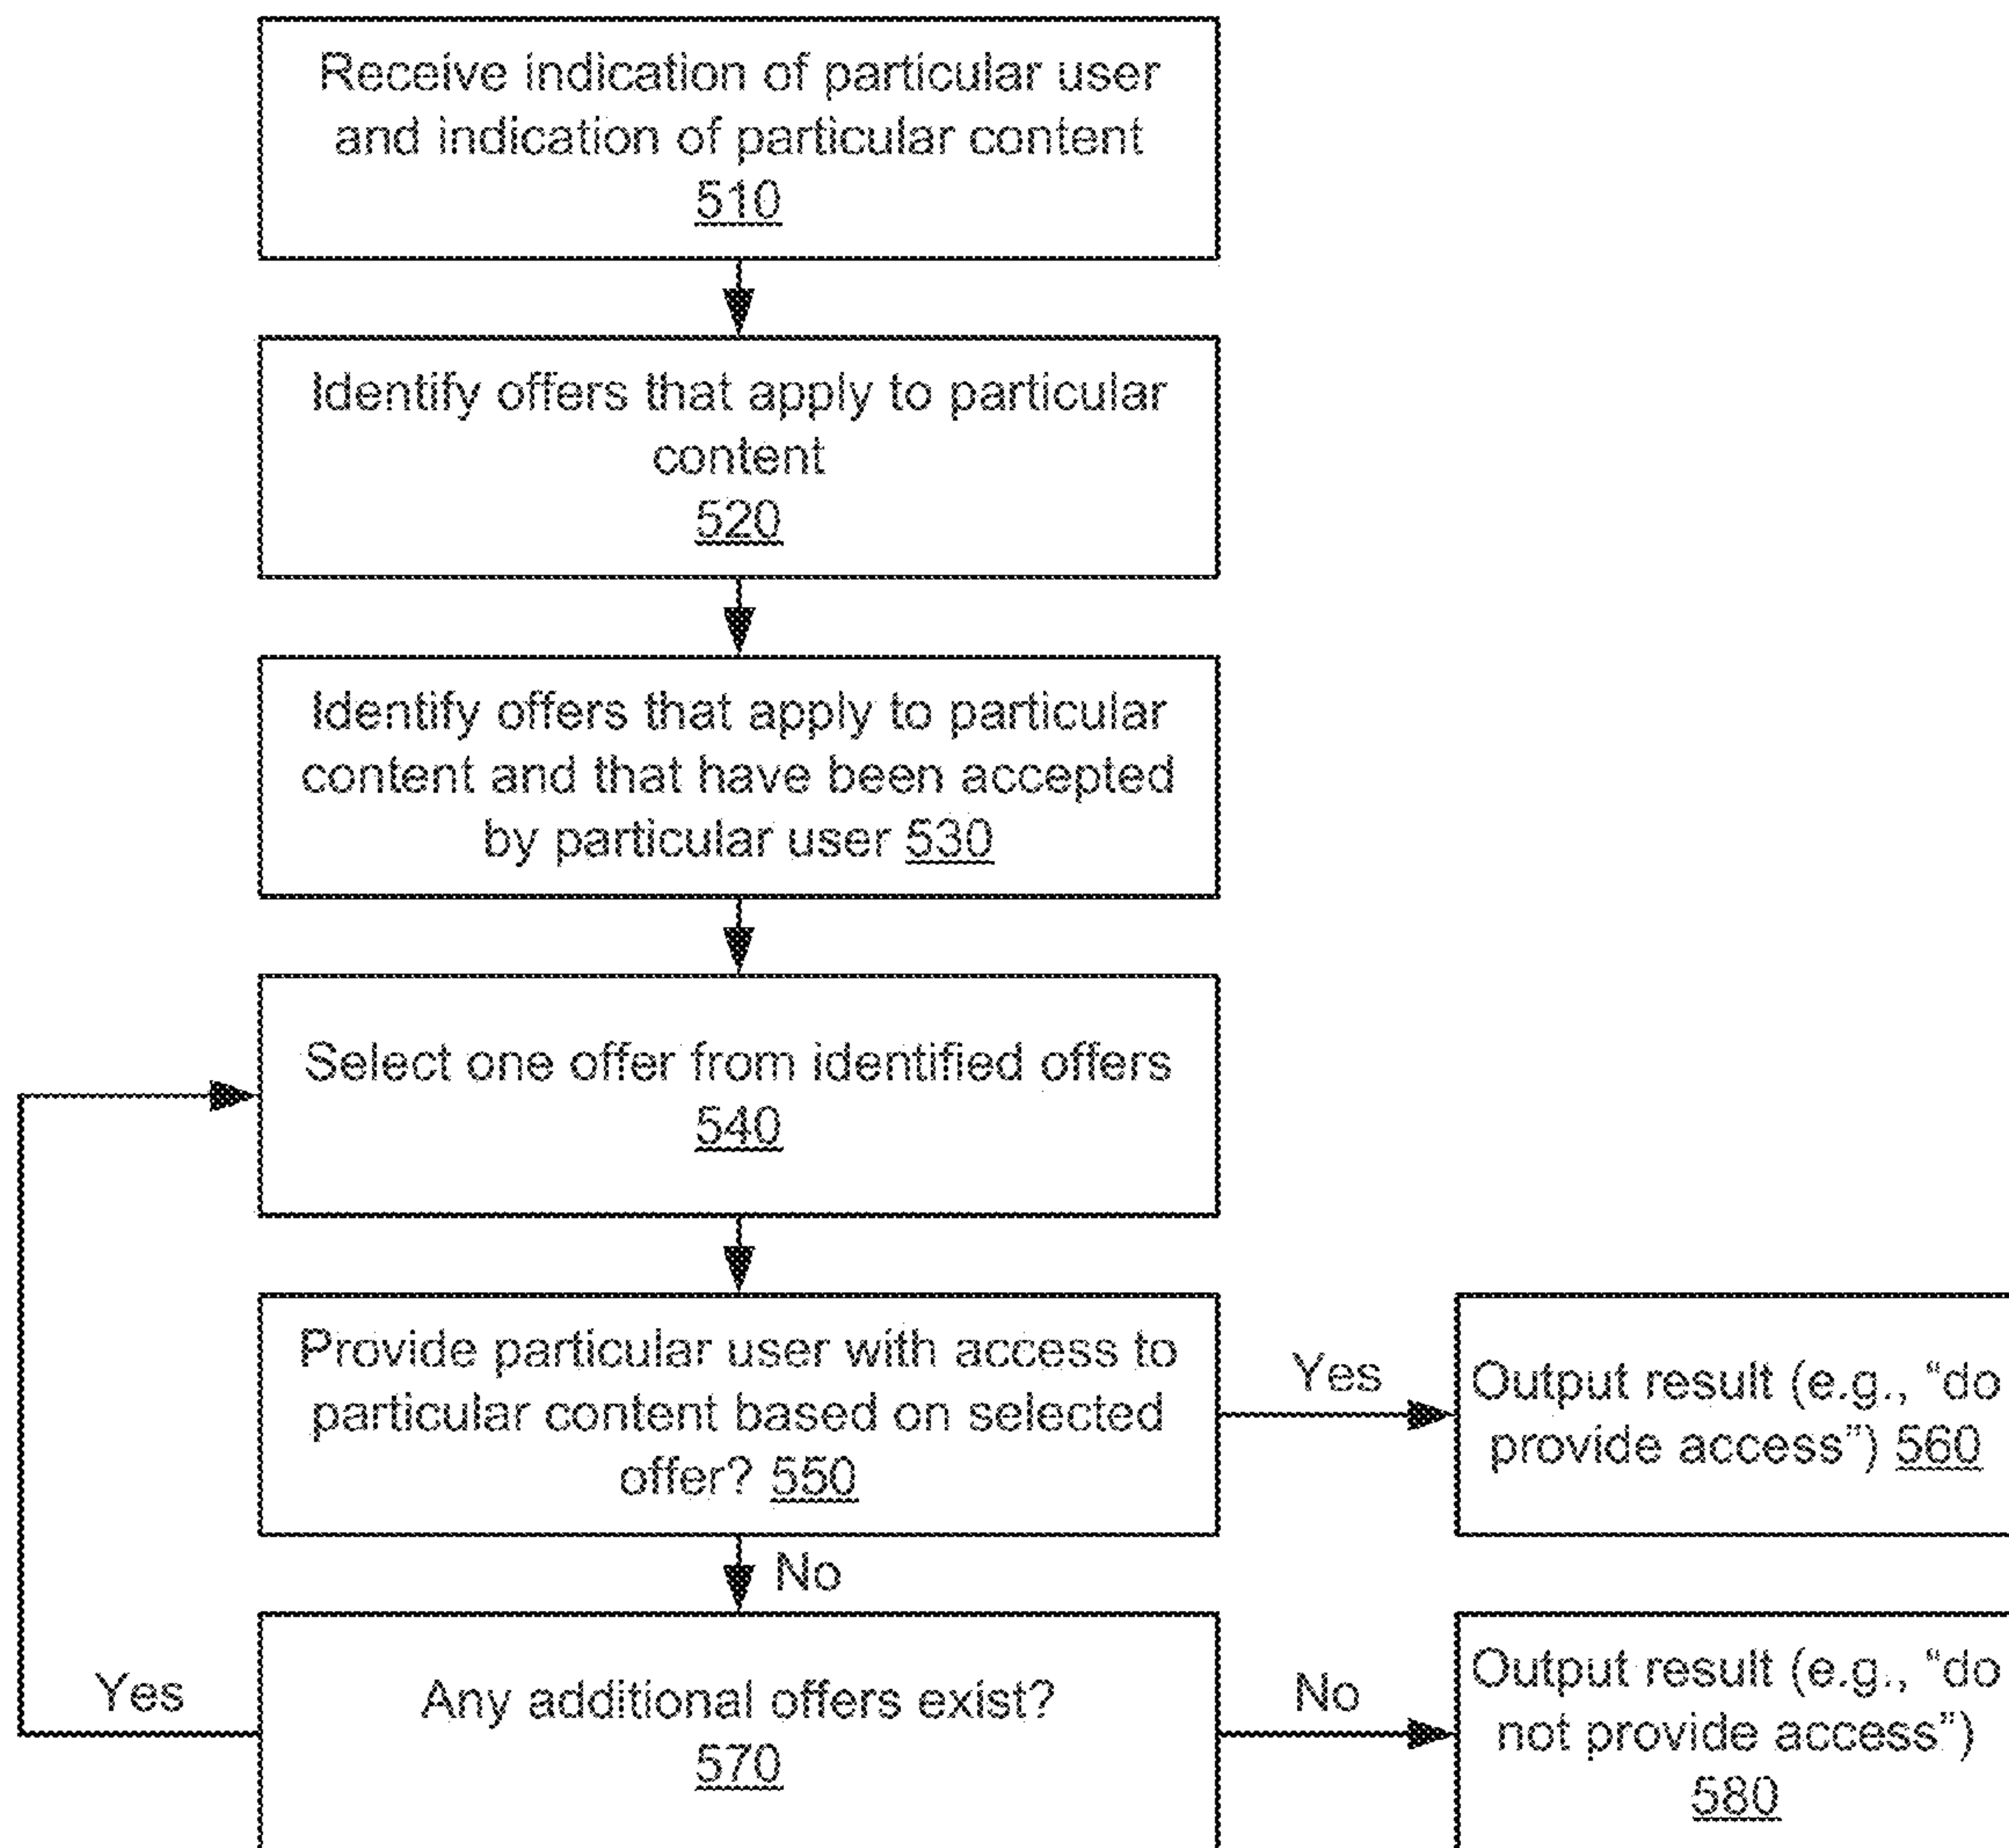 Receive indication of particular user
and indication of particular content
510
Identify offers that apply to particular
content
520
Identify offers that apply to particular
content and that have been accepted
by particular user 530
Select one offer from identified offers
540
Provide particular user with access to
particular content based on selected
offer? 550
Yes
Output result (e.g., “do
provide access”) 560
No
Any additional offers exist?
570
Yes
No
Output result (e.g., “do
not provide access”)
580